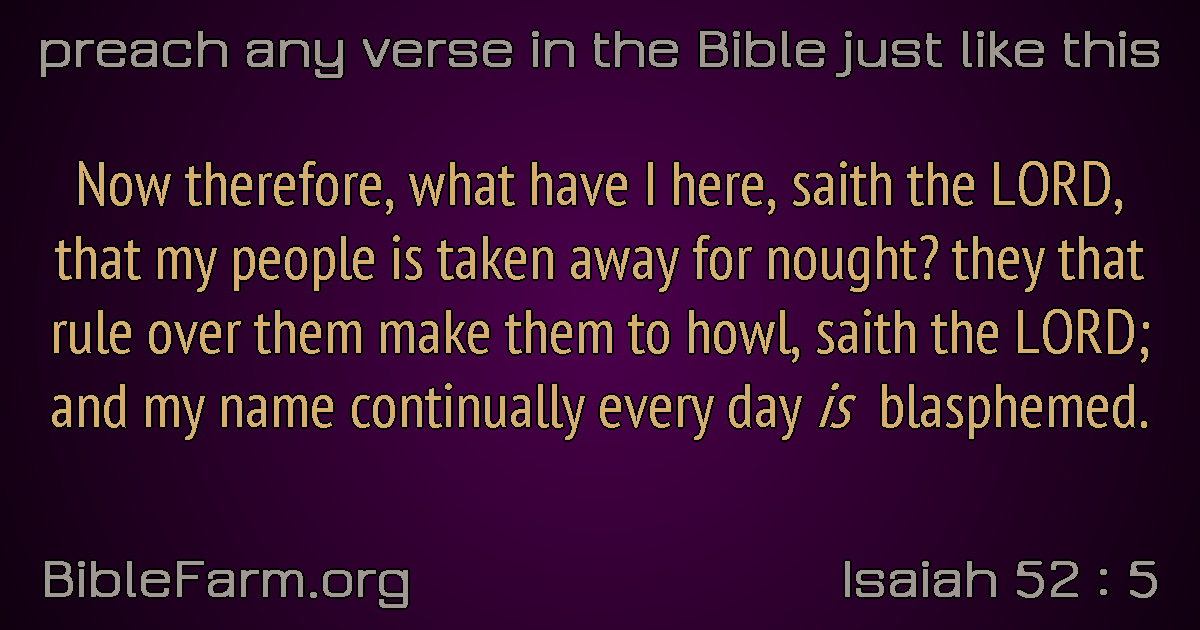 preach any verse in the Bible just like this
Now therefore, what have I here, saith the LORD,
that my people is taken away for nought? they that
rule over them make them to howl, saith the LORD;
and my name continually every day is blasphemed.
BibleFarm.org
Isaiah 52 : 5